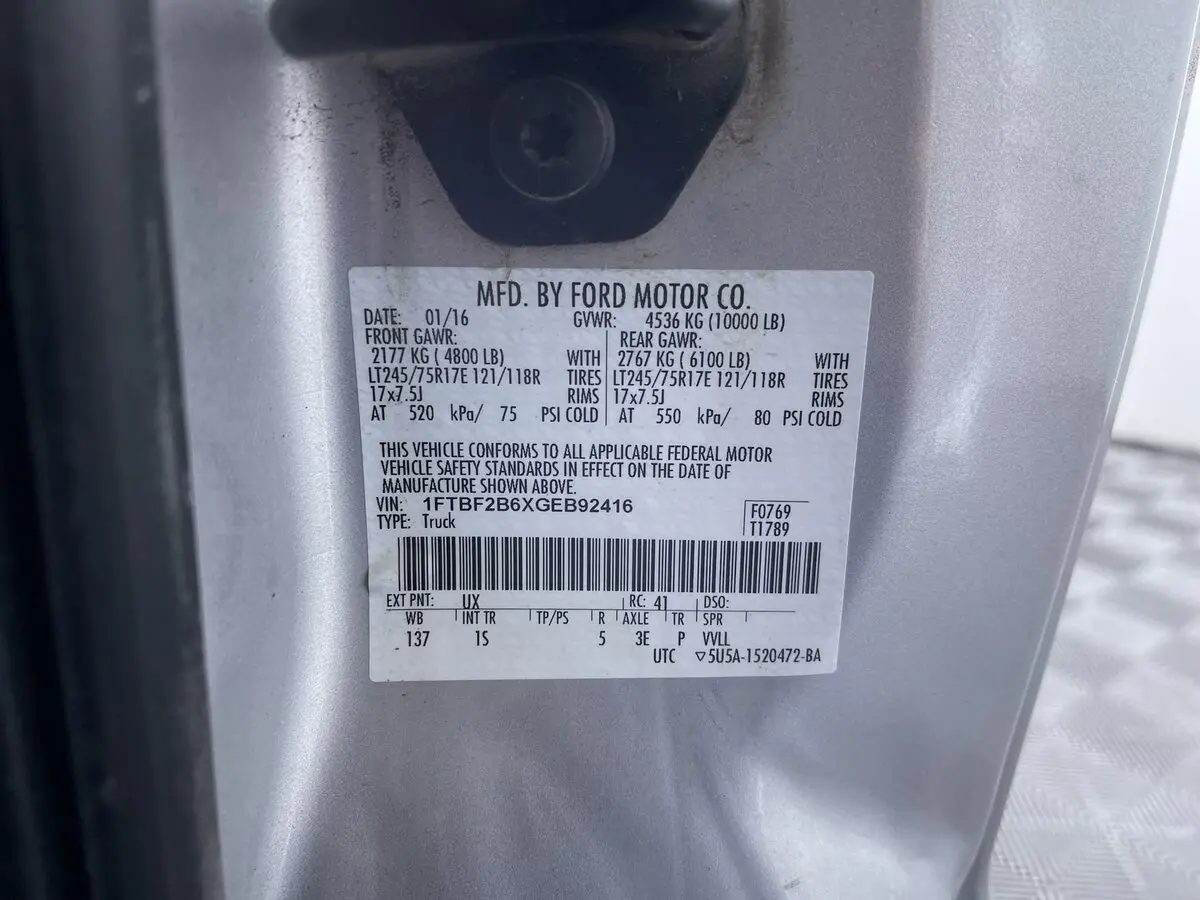 MFD. BY FORD MOTOR CO.
DATE: 01/16 GVWR: 4536 KG (10000 LB)
FRONT GAWR: REAR GAWR:
2177 KG ( 4800 LB) WITH 2767 KG ( 6100 LB) WITH
LT245/75R17E 121/118R TIRES LT245/75R17E 121/118R TIRES
17x7.5J RIMS 17x7.5J RIMS
AT 520 kPa/ 75 PSI COLD AT 550 kPa/ 80 PSI COLD
THIS VEHICLE CONFORMS TO ALL APPLICABLE FEDERAL MOTOR
VEHICLE SAFETY STANDARDS IN EFFECT ON THE DATE OF
MANUFACTURE SHOWN ABOVE.
VIN: 1FTBF2B6XGEB92416 F0769
TYPE: Truck T1789
EXT PNT: UX RC: 41 DSO:
WB INT TR TP/PS R AXLE TR SPR
137 1S 5 3E P VVLL
UTC ▽5U5A-1520472-BA